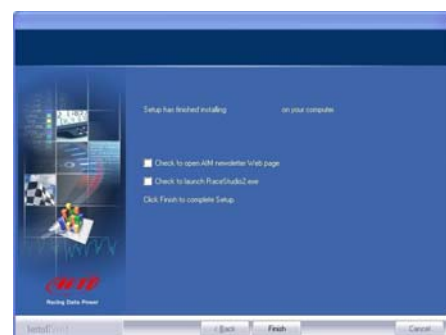 Setup has finished installing on your computer.
Check to open AIM newsletter Web page
Check to launch RaceStudio2.exe
Click Finish to complete Setup.
AIM
Racing Data Power
< Back Finish Cancel